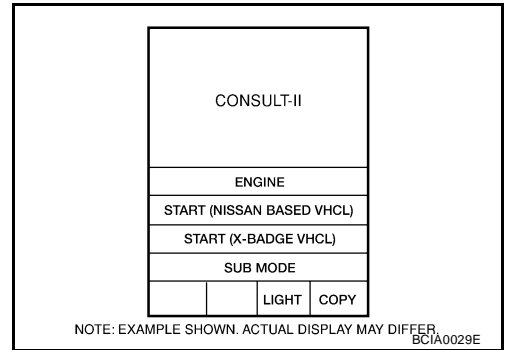 CONSULT-II
ENGINE
START (NISSAN BASED VHCL)
START (X-BADGE VHCL)
SUB MODE
LIGHT COPY
NOTE: EXAMPLE SHOWN. ACTUAL DISPLAY MAY DIFFER.
BCIA0029E